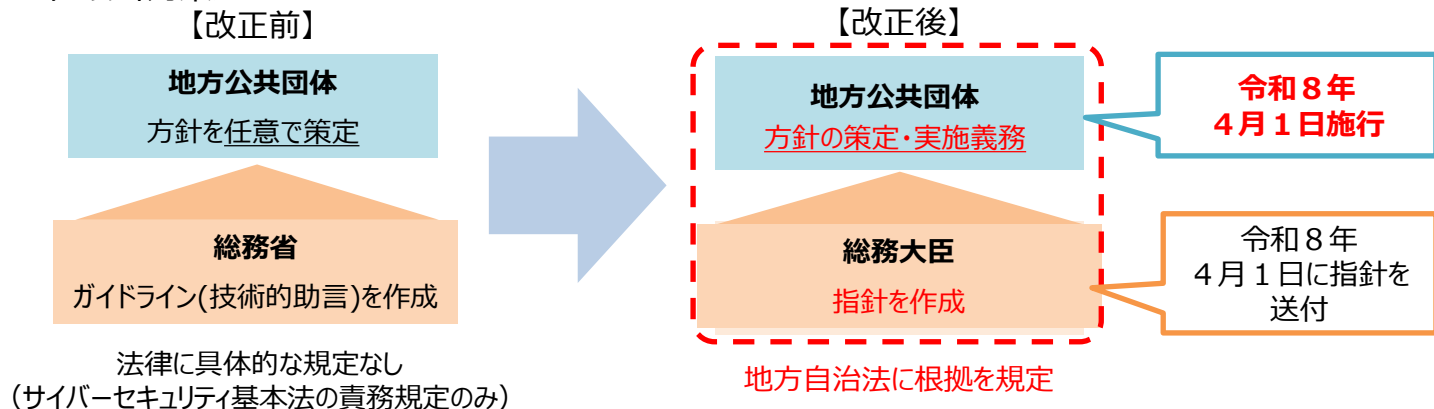 【改正前】
地方公共団体
方針を任意で策定
総務省
ガイドライン(技術的助言)を作成
法律に具体的な規定なし
(サイバーセキュリティ基本法の責務規定のみ)
【改正後】
地方公共団体
方針の策定・実施義務
総務大臣
指針を作成
地方自治法に根拠を規定
令和8年
4月1日施行
令和8年
4月1日に指針を
送付